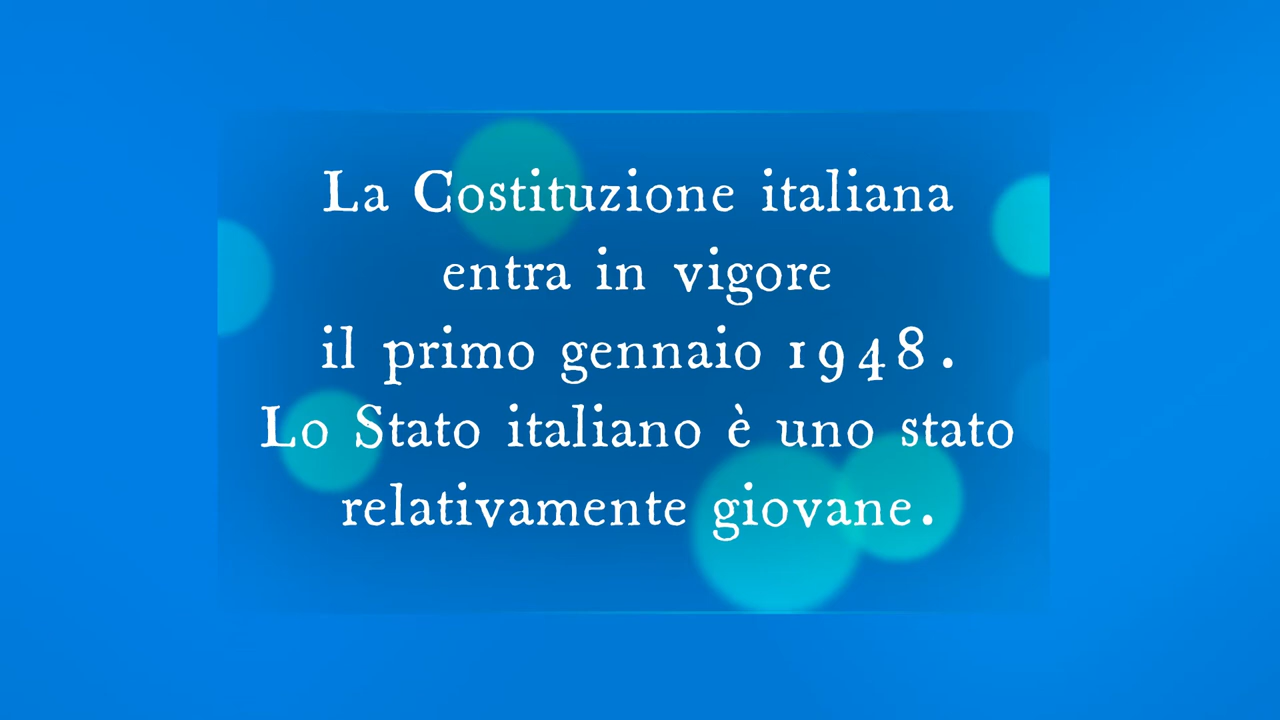 La Costituzione italiana
entra in vigore
il primo gennaio 1948.
Lo Stato italiano è uno stato
relativamente giovane.